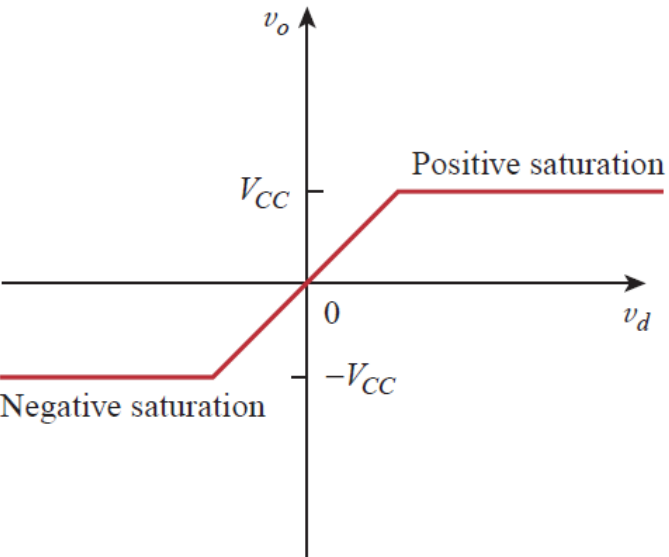 v_o
Positive saturation
V_CC
0
v_d
−V_CC
Negative saturation